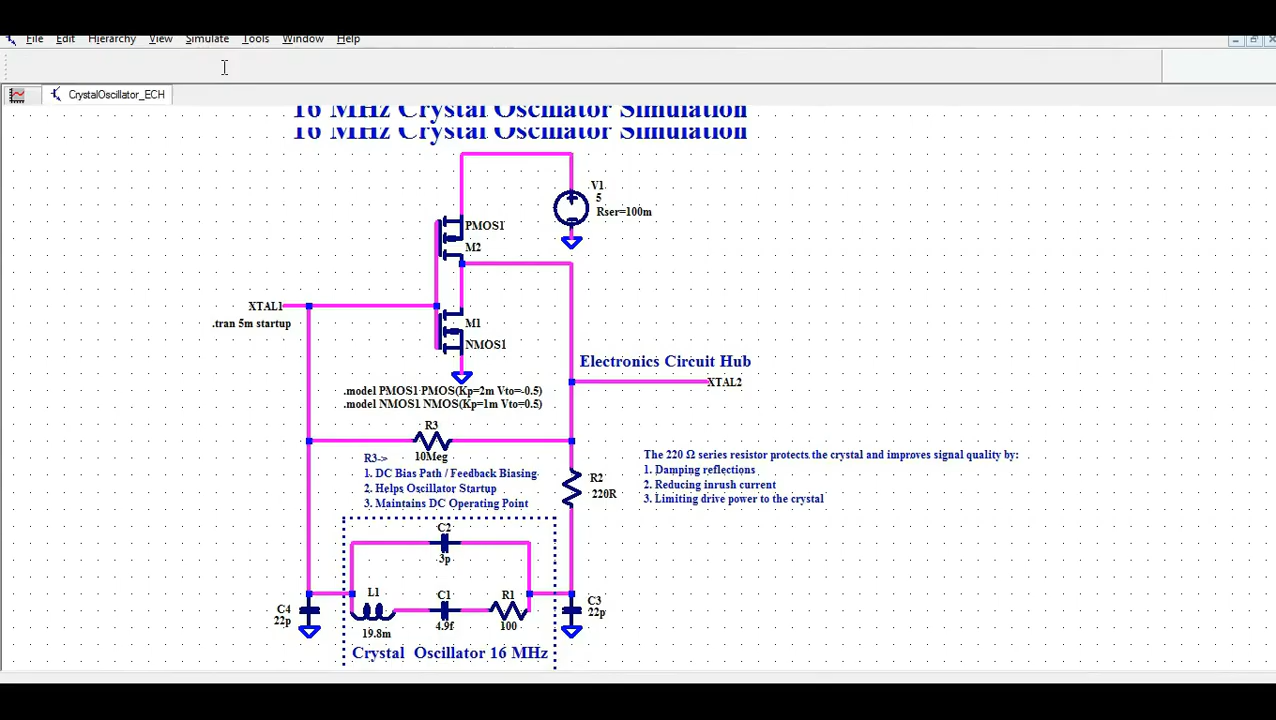 File Edit Hierarchy View Simulate Tools Window Help
CrystalOscillator_ECH
16 MHz Crystal Oscillator Simulation
16 MHz Crystal Oscillator Simulation
V1
5
Rser=100m
PMOS1
M2
XTAL1
.tran 5m startup
M1
NMOS1
Electronics Circuit Hub
XTAL2
.model PMOS1 PMOS(Kp=2m Vto=-0.5)
.model NMOS1 NMOS(Kp=1m Vto=0.5)
R3
10Meg
R3->
1. DC Bias Path / Feedback Biasing
2. Helps Oscillator Startup
3. Maintains DC Operating Point
R2
220R
The 220 Ω series resistor protects the crystal and improves signal quality by:
1. Damping reflections
2. Reducing inrush current
3. Limiting drive power to the crystal
C2
3p
L1
19.8m
C1
4.9f
R1
100
C4
22p
C3
22p
Crystal Oscillator 16 MHz